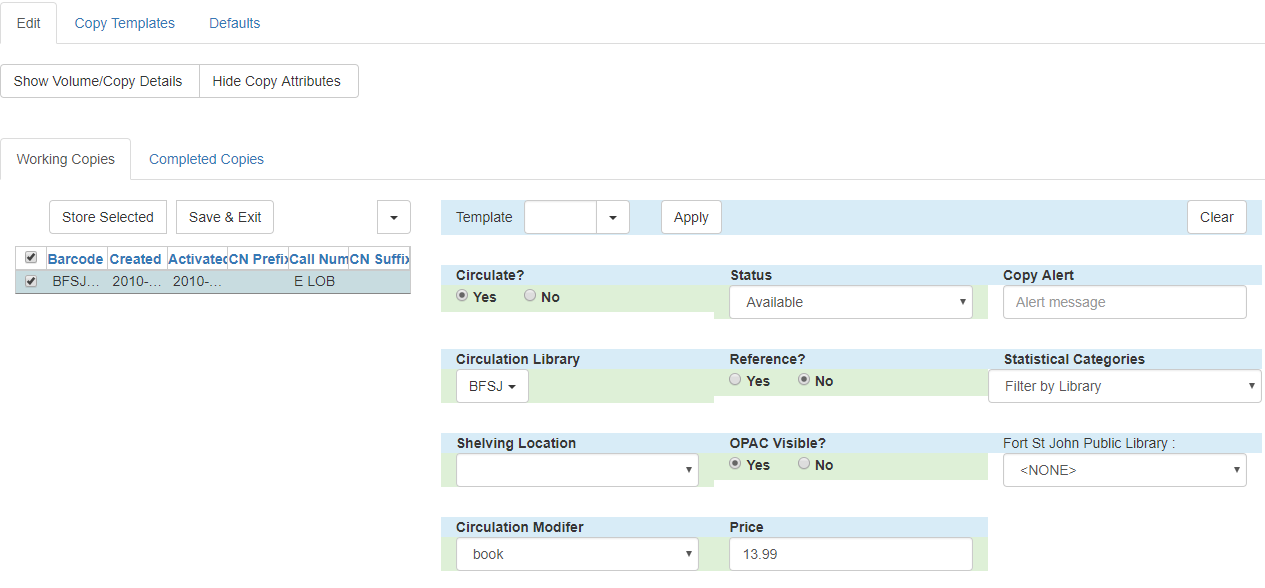 Edit Copy Templates Defaults
Show Volume/Copy Details Hide Copy Attributes
Working Copies Completed Copies
Store Selected Save & Exit
Barcode Created Activated CN Prefix Call Num CN Suffix
BFSJ... 2010-... 2010-... E LOB
Template Apply Clear
Circulate? Status Copy Alert
Yes No Available Alert message
Circulation Library Reference? Statistical Categories
BFSJ Yes No Filter by Library
Shelving Location OPAC Visible? Fort St John Public Library :
Yes No <NONE>
Circulation Modifer Price
book 13.99